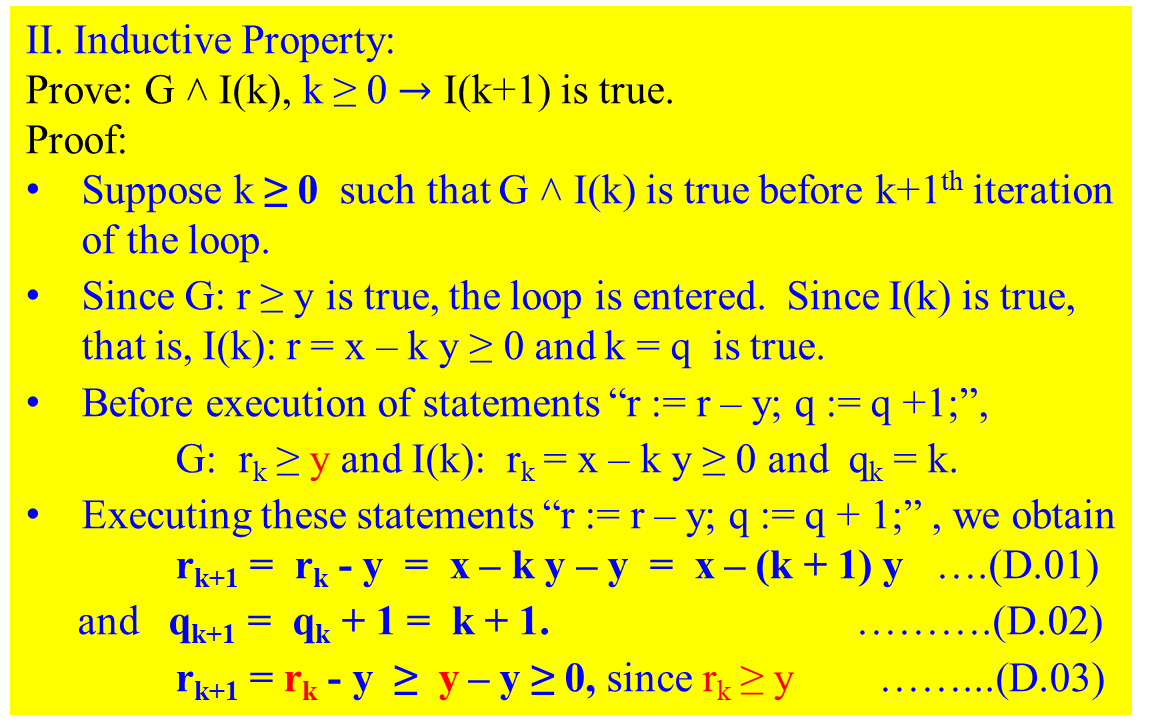 II. Inductive Property:
Prove: G ˄ I(k), k ≥ 0 → I(k+1) is true.
Proof:
• Suppose k ≥ 0 such that G ˄ I(k) is true before k+1th iteration
of the loop.
• Since G: r ≥ y is true, the loop is entered. Since I(k) is true,
that is, I(k): r = x – k y ≥ 0 and k = q is true.
• Before execution of statements “r := r – y; q := q +1;”,
G: rk ≥ y and I(k): rk = x – k y ≥ 0 and qk = k.
• Executing these statements “r := r – y; q := q + 1;” , we obtain
rk+1 = rk - y = x – k y – y = x – (k + 1) y ….(D.01)
and qk+1 = qk + 1 = k + 1. ……….(D.02)
rk+1 = rk - y ≥ y – y ≥ 0, since rk ≥ y ……...(D.03)